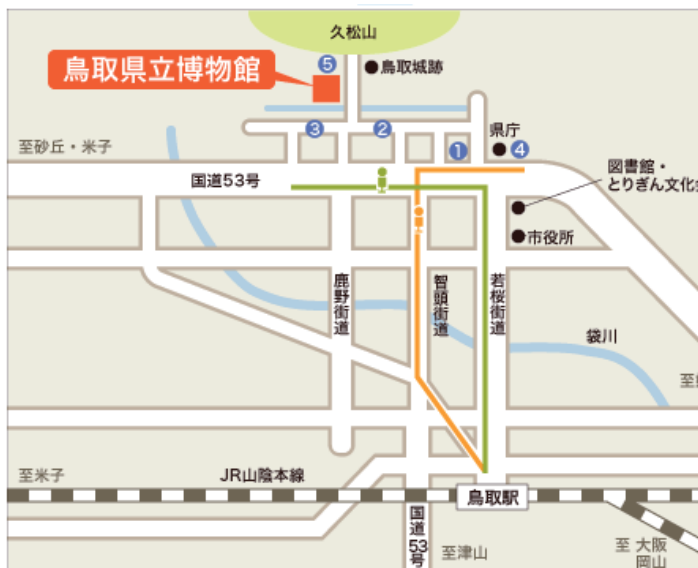 久松山
鳥取県立博物館
⑤
鳥取城跡
③
②
①
県庁
④
至砂丘・米子
国道53号
図書館・
とりぎん文化
市役所
鹿野街道
智頭街道
若桜街道
袋川
至
至米子
JR山陰本線
鳥取駅
国道53号
至津山
至 大阪
岡山